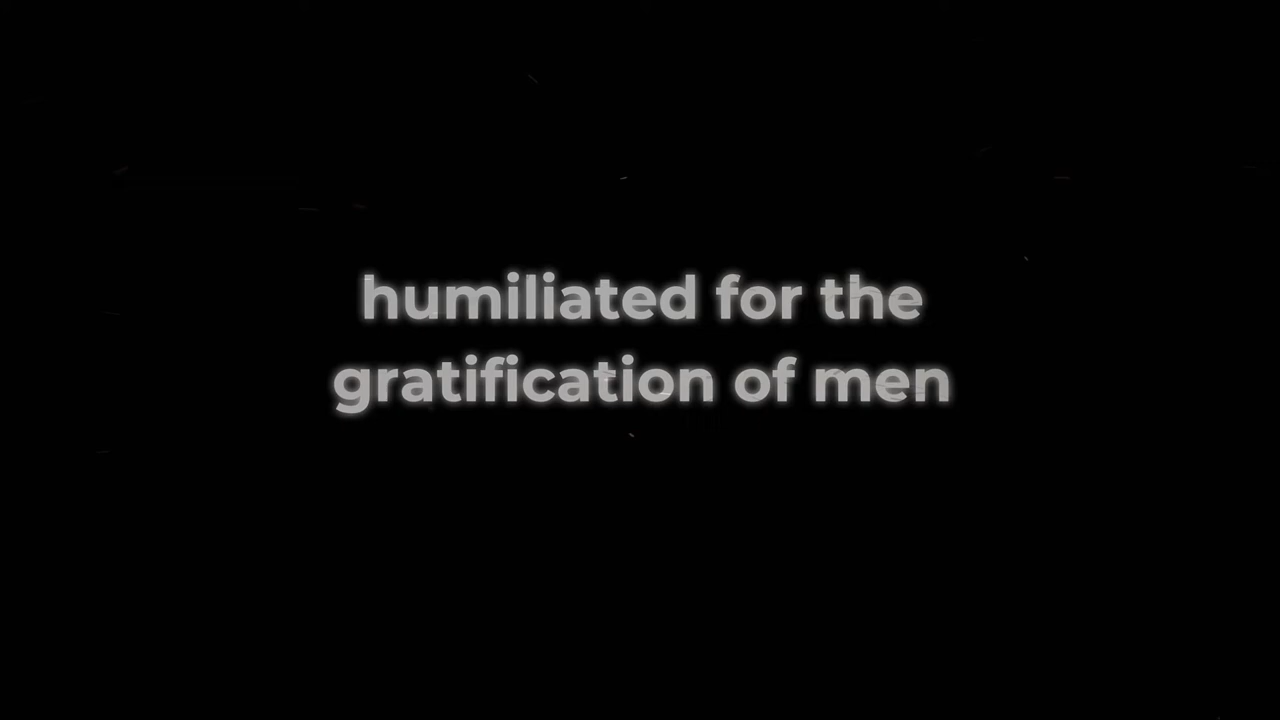 humiliated for the
gratification of men